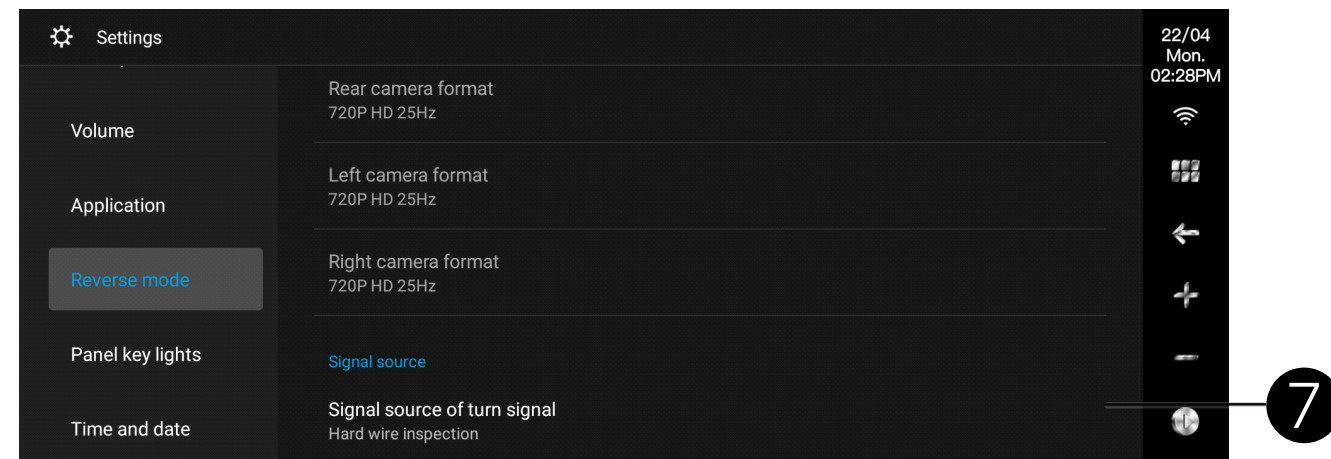 Settings
22/04
Mon.
02:28PM
Volume
Application
Reverse mode
Panel key lights
Time and date
Rear camera format
720P HD 25Hz
Left camera format
720P HD 25Hz
Right camera format
720P HD 25Hz
Signal source
Signal source of turn signal
Hard wire inspection
7